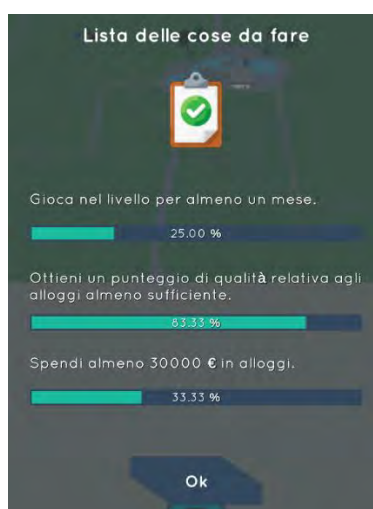 Lista delle cose da fare
Gioca nel livello per almeno un mese.
25.00 %
Ottieni un punteggio di qualità relativa agli
alloggi almeno sufficiente.
83.33 %
Spendi almeno 30000 € in alloggi.
33.33 %
Ok